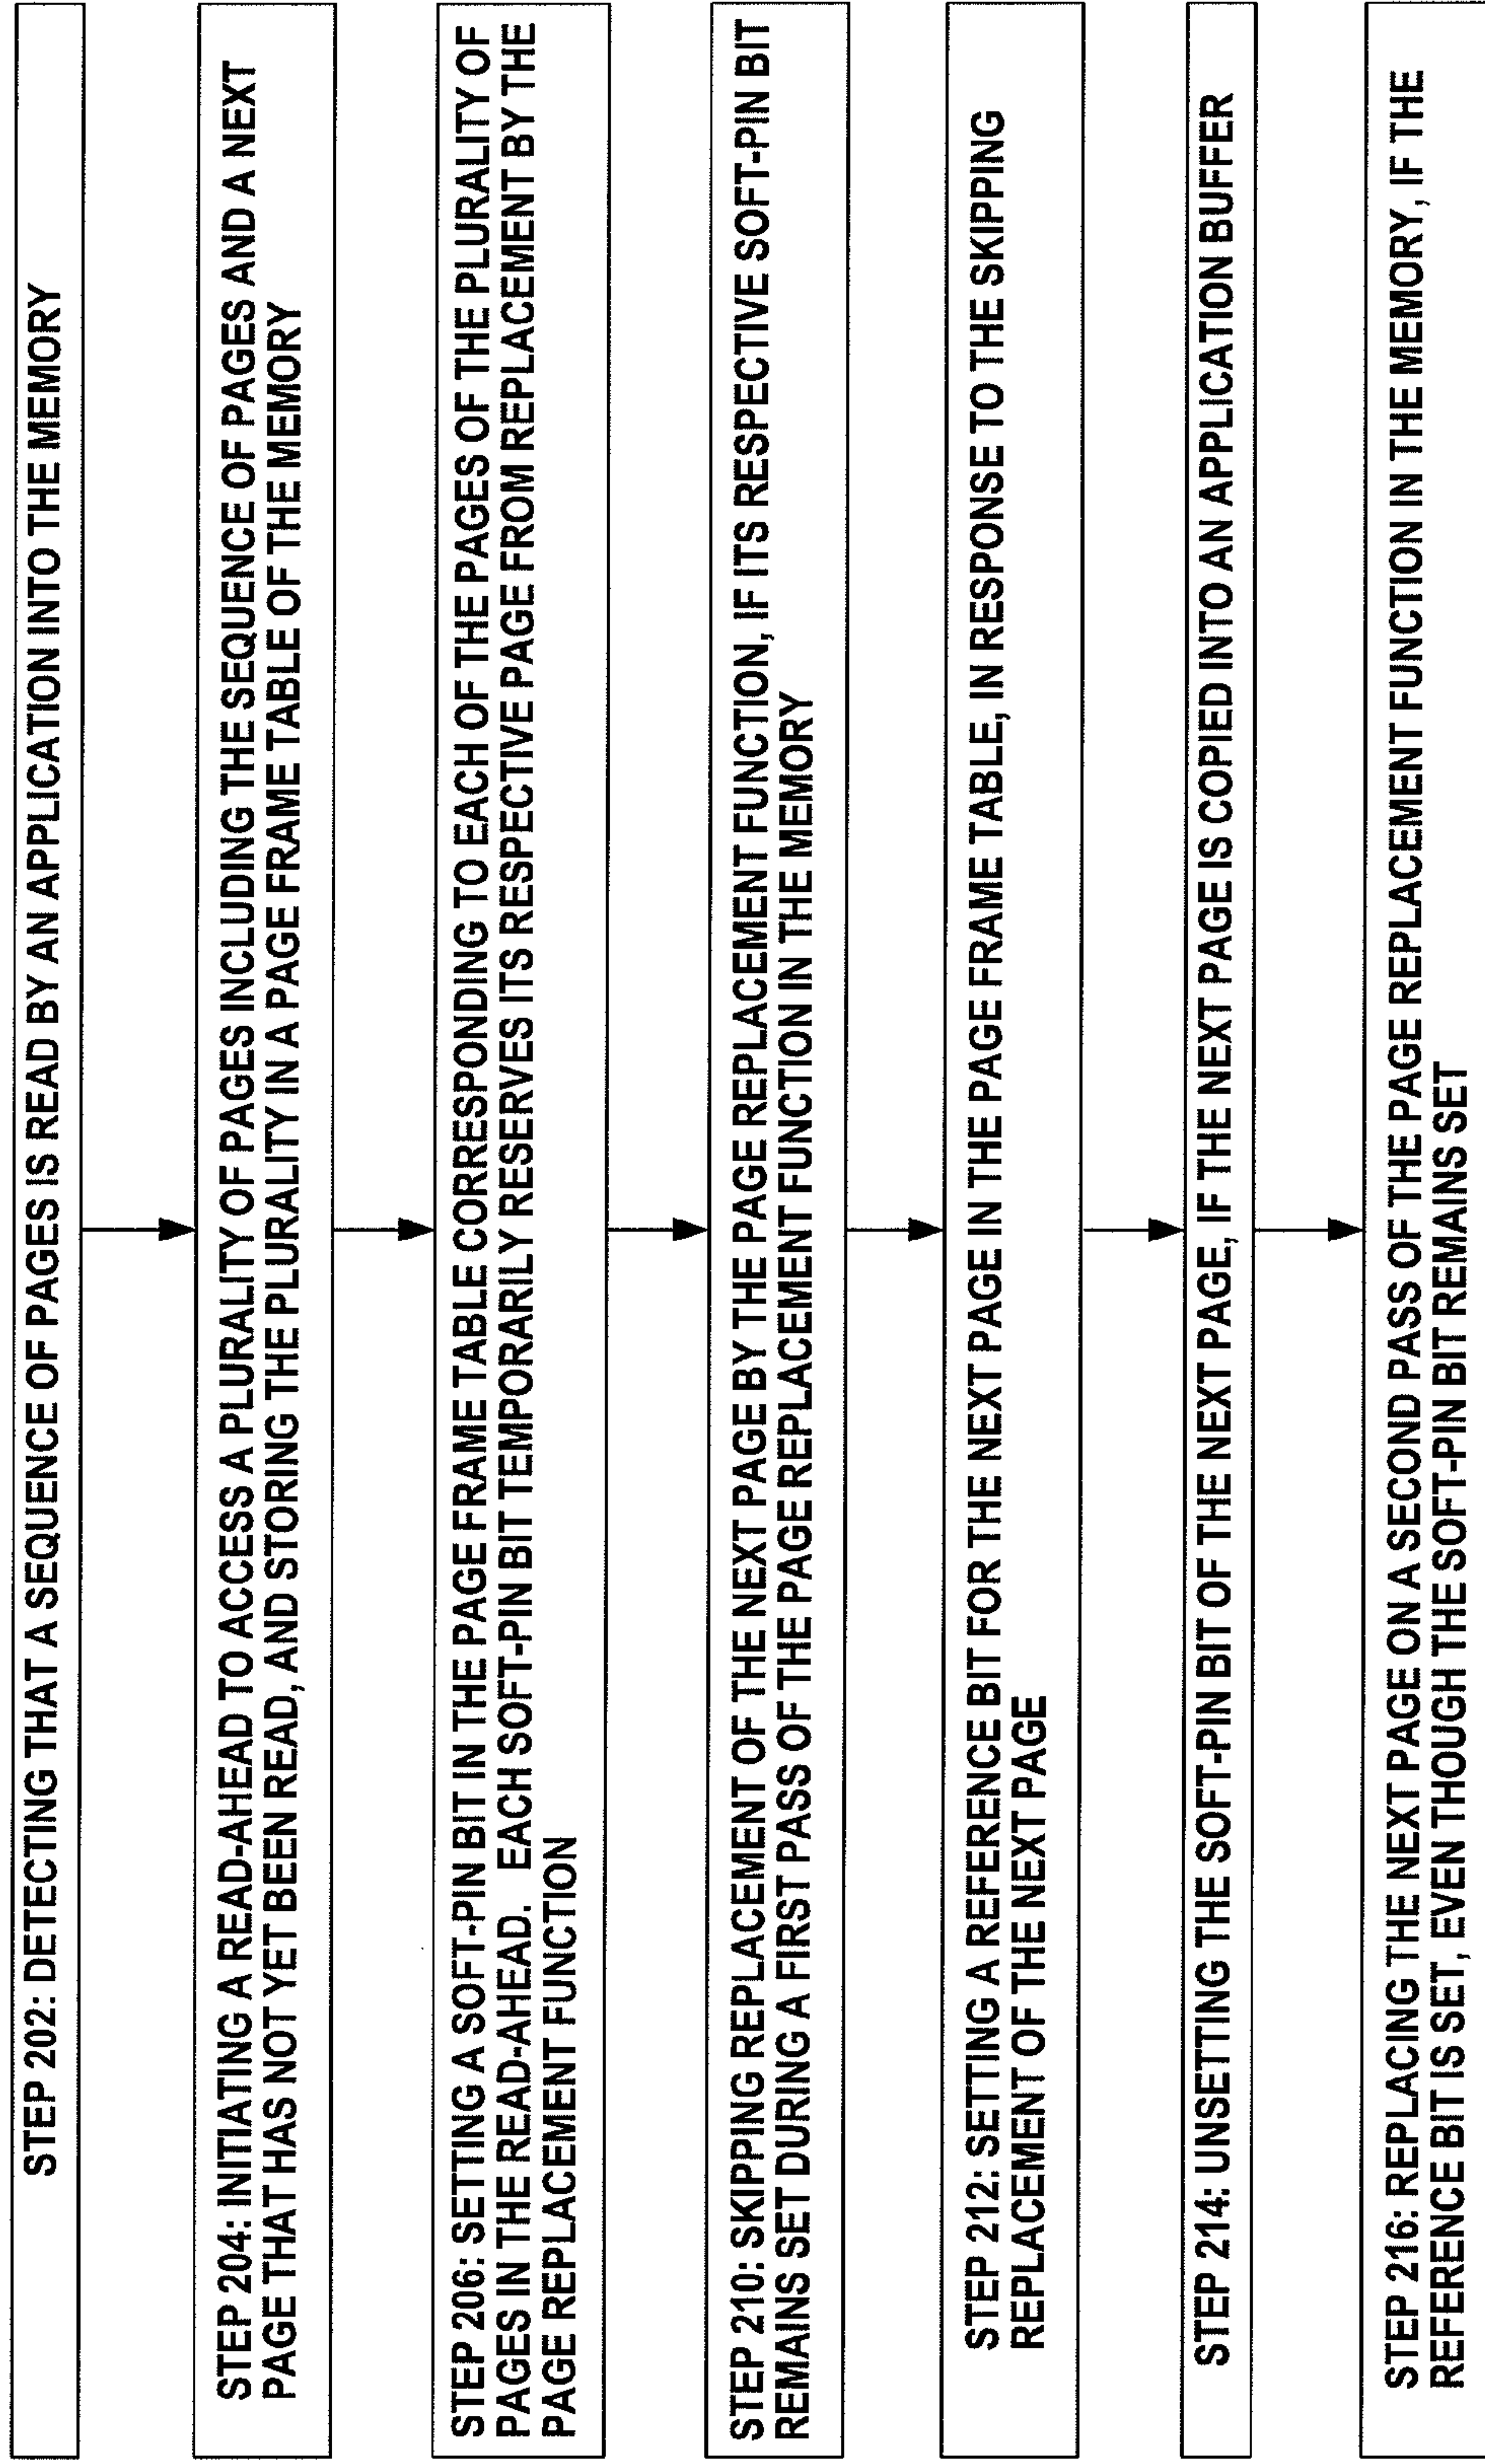 STEP 202: DETECTING THAT A SEQUENCE OF PAGES IS READ BY AN APPLICATION INTO THE MEMORY
STEP 204: INITIATING A READ-AHEAD TO ACCESS A PLURALITY OF PAGES INCLUDING THE SEQUENCE OF PAGES AND A NEXT
PAGE THAT HAS NOT YET BEEN READ, AND STORING THE PLURALITY IN A PAGE FRAME TABLE OF THE MEMORY
STEP 206: SETTING A SOFT-PIN BIT IN THE PAGE FRAME TABLE CORRESPONDING TO EACH OF THE PAGES OF THE PLURALITY OF
PAGES IN THE READ-AHEAD. EACH SOFT-PIN BIT TEMPORARILY RESERVES ITS RESPECTIVE PAGE FROM REPLACEMENT BY THE
PAGE REPLACEMENT FUNCTION
STEP 210: SKIPPING REPLACEMENT OF THE NEXT PAGE BY THE PAGE REPLACEMENT FUNCTION, IF ITS RESPECTIVE SOFT-PIN BIT
REMAINS SET DURING A FIRST PASS OF THE PAGE REPLACEMENT FUNCTION IN THE MEMORY
STEP 212: SETTING A REFERENCE BIT FOR THE NEXT PAGE IN THE PAGE FRAME TABLE, IN RESPONSE TO THE SKIPPING
REPLACEMENT OF THE NEXT PAGE
STEP 214: UNSETTING THE SOFT-PIN BIT OF THE NEXT PAGE, IF THE NEXT PAGE IS COPIED INTO AN APPLICATION BUFFER
STEP 216: REPLACING THE NEXT PAGE ON A SECOND PASS OF THE PAGE REPLACEMENT FUNCTION IN THE MEMORY, IF THE
REFERENCE BIT IS SET, EVEN THOUGH THE SOFT-PIN BIT REMAINS SET